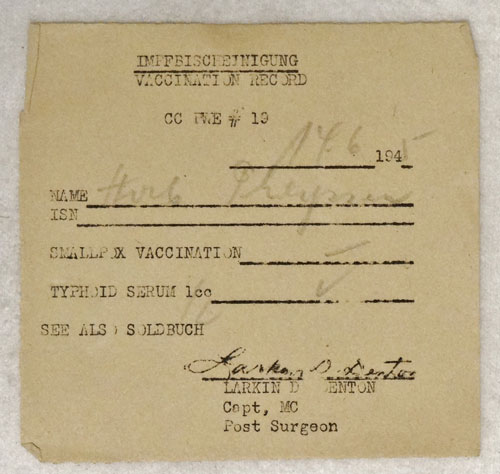 IMPFBISCHEINIGUNG
VACCINATION RECORD
CC PWE # 19
14.6 1945
NAME
ISN
SMALLPOX VACCINATION ✓
TYPHOID SERUM 1cc ✓
SEE ALSO SOLDBUCH
Larkin D. Denton
LARKIN D DENTON
Capt, MC
Post Surgeon